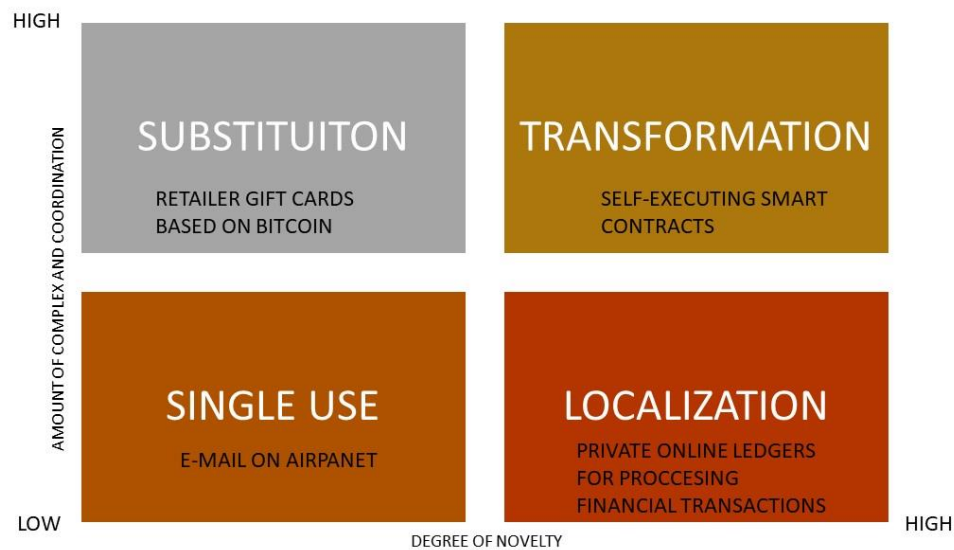 HIGH
AMOUNT OF COMPLEX AND COORDINATION
SUBSTITUITON
RETAILER GIFT CARDS
BASED ON BITCOIN
TRANSFORMATION
SELF-EXECUTING SMART
CONTRACTS
SINGLE USE
E-MAIL ON AIRPANET
LOCALIZATION
PRIVATE ONLINE LEDGERS
FOR PROCCESING
FINANCIAL TRANSACTIONS
LOW
DEGREE OF NOVELTY
HIGH